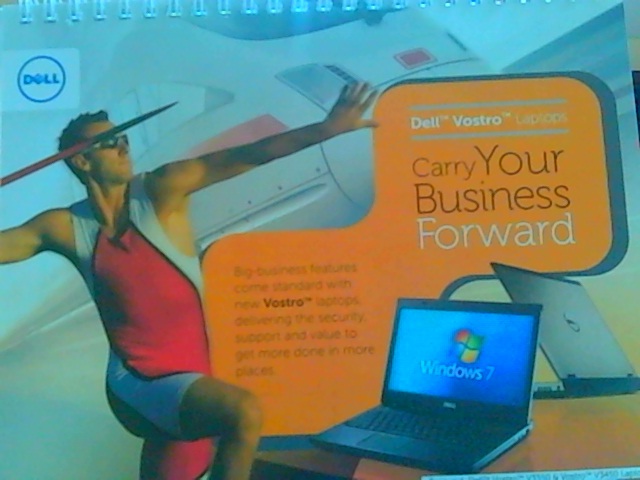 DELL
Dell™ Vostro™ Laptops
Carry Your
Business
Forward
Big-business features
come standard with
new Vostro™ laptops,
delivering the security,
support and value to
get more done in more
places.
Windows 7
DELL